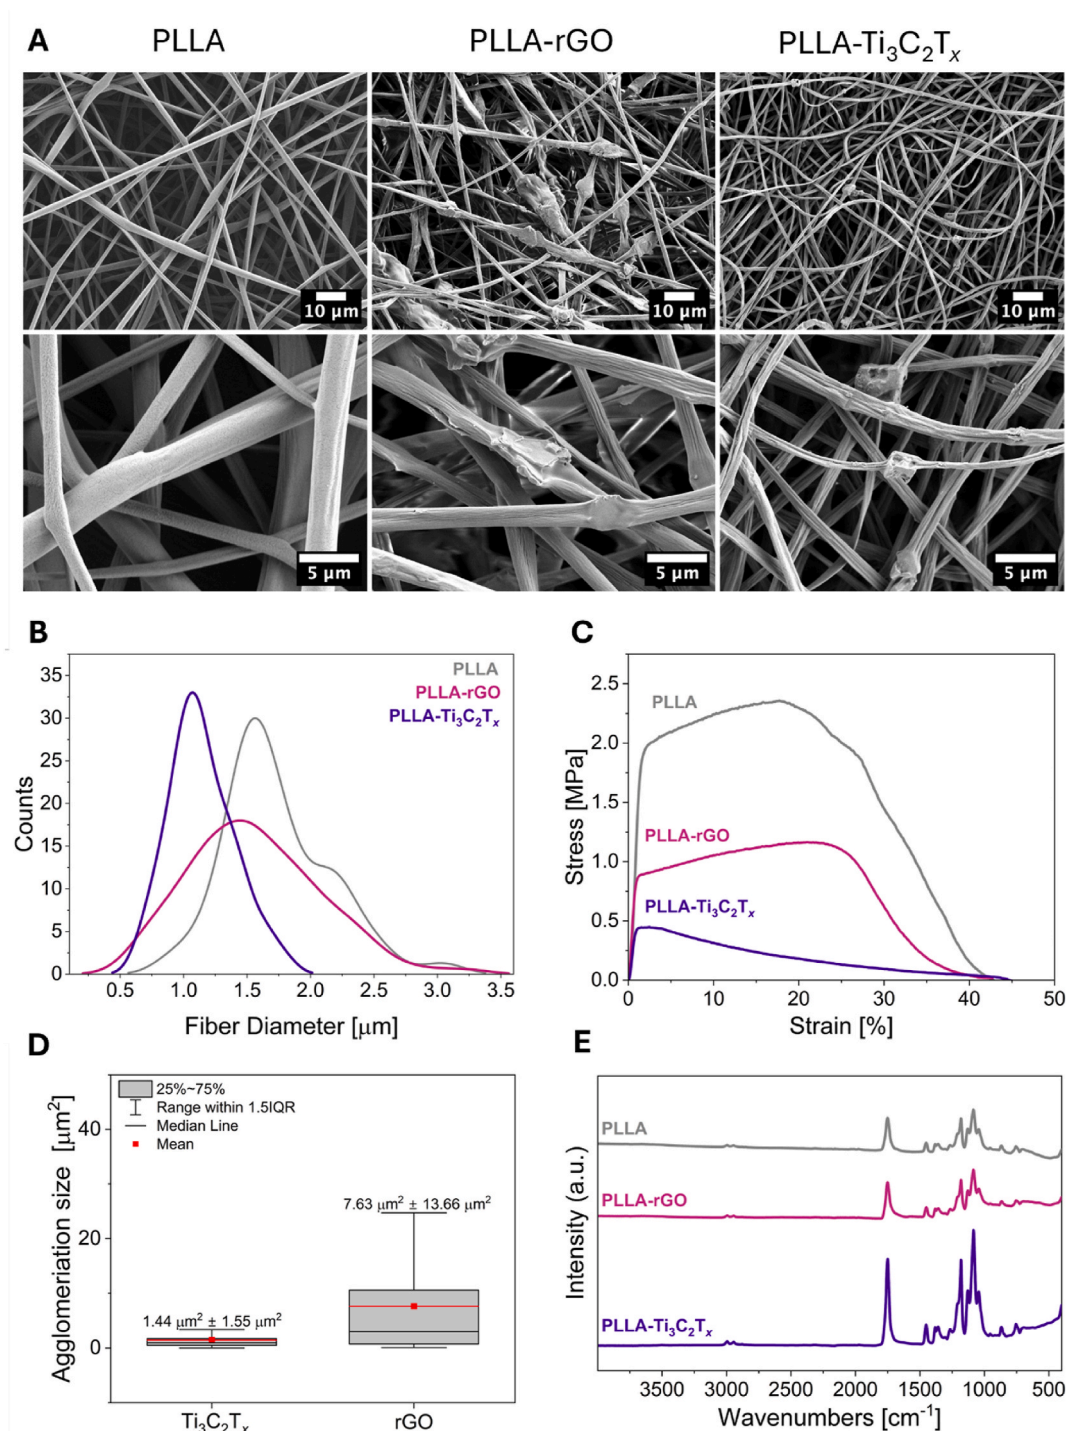 A
PLLA
PLLA-rGO
PLLA-Ti₃C₂Tₓ
10 µm
10 µm
10 µm
5 µm
5 µm
5 µm
B
PLLA
PLLA-rGO
PLLA-Ti₃C₂Tₓ
Counts
35
30
25
20
15
10
5
0
0.5
1.0
1.5
2.0
2.5
3.0
3.5
Fiber Diameter [µm]
C
PLLA
PLLA-rGO
PLLA-Ti₃C₂Tₓ
Stress [MPa]
2.5
2.0
1.5
1.0
0.5
0.0
0
10
20
30
40
50
Strain [%]
D
25%~75%
Range within 1.5IQR
Median Line
Mean
Agglomeriation size [µm²]
40
20
0
1.44 µm² ± 1.55 µm²
7.63 µm² ± 13.66 µm²
Ti₃C₂Tₓ
rGO
E
PLLA
PLLA-rGO
PLLA-Ti₃C₂Tₓ
Intensity (a.u.)
3500
3000
2500
2000
1500
1000
500
Wavenumbers [cm⁻¹]